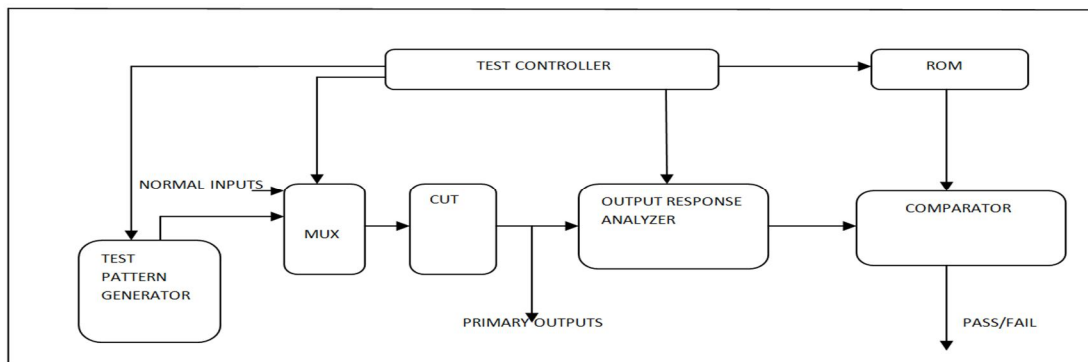 TEST CONTROLLER
ROM
NORMAL INPUTS
MUX
CUT
OUTPUT RESPONSE
ANALYZER
COMPARATOR
TEST
PATTERN
GENERATOR
PRIMARY OUTPUTS
PASS/FAIL